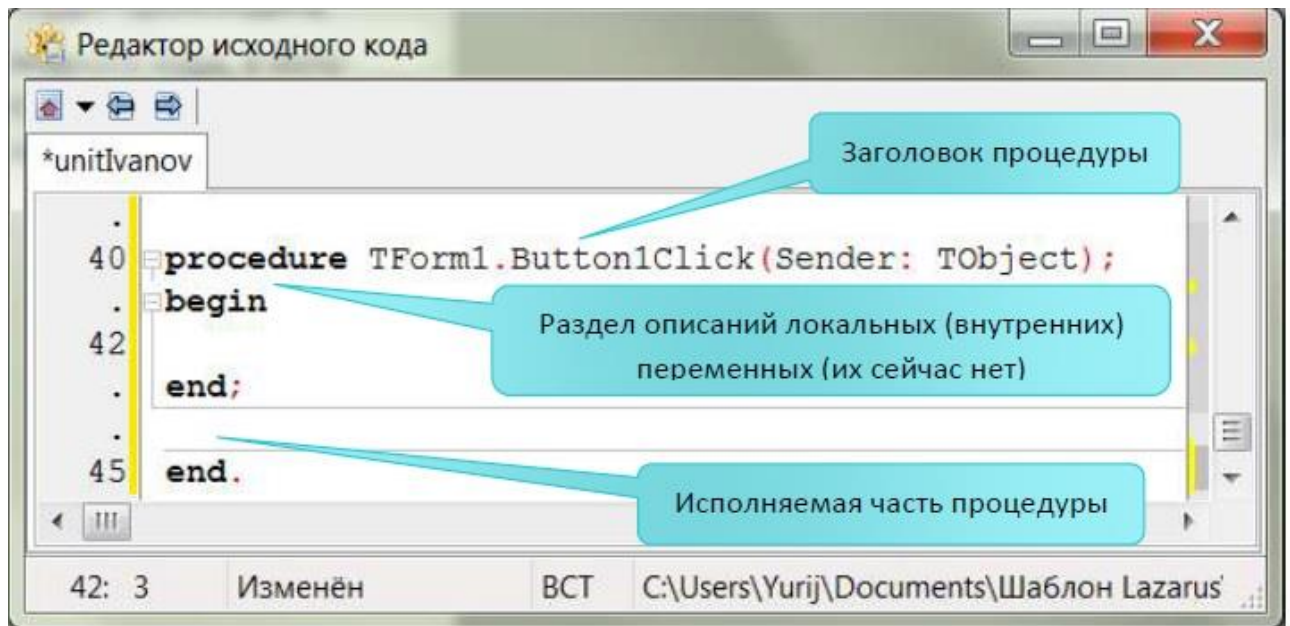 Редактор исходного кода
*unitIvanov
Заголовок процедуры
.
40 procedure TForm1.Button1Click(Sender: TObject);
. begin
Раздел описаний локальных (внутренних)
переменных (их сейчас нет)
42
. end;
.
45 end.
Исполняемая часть процедуры
42: 3 Изменён ВСТ C:\Users\Yurij\Documents\Шаблон Lazarus\